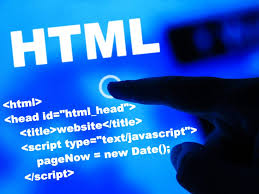 HTML
<html>
<head id="html_head">
<title>website</title>
<script type="text/javascript">
pageNow = new Date();
</script>